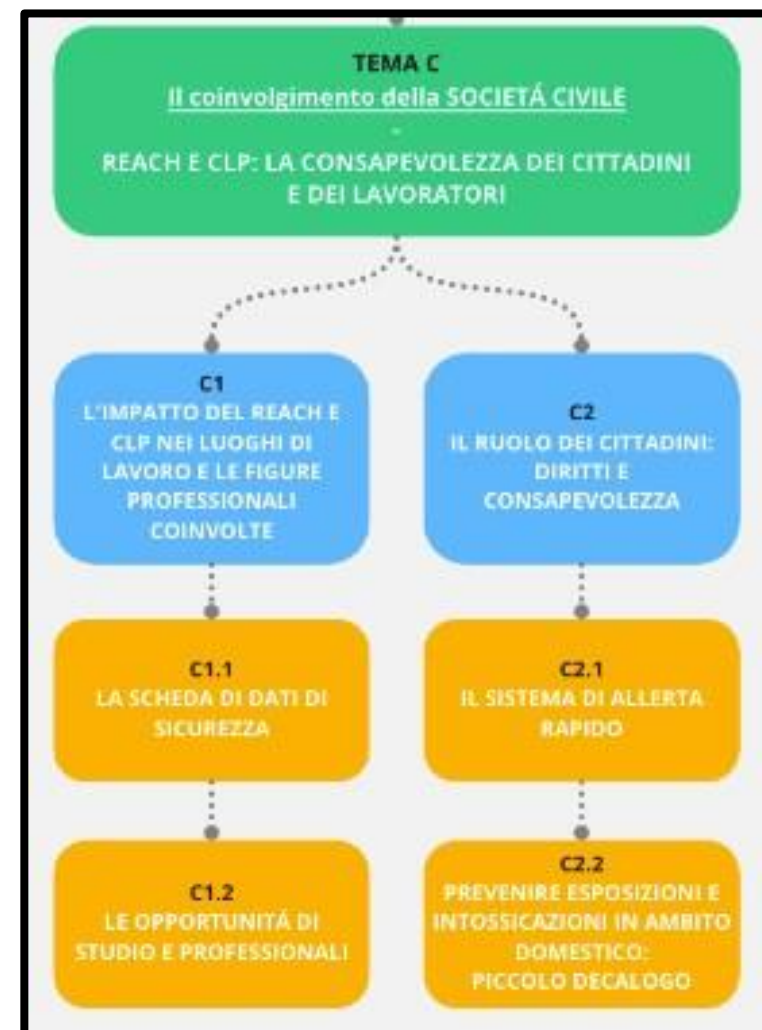 TEMA C
Il coinvolgimento della SOCIETÁ CIVILE
-
REACH E CLP: LA CONSAPEVOLEZZA DEI CITTADINI
E DEI LAVORATORI
C1
L'IMPATTO DEL REACH E
CLP NEI LUOGHI DI
LAVORO E LE FIGURE
PROFESSIONALI
COINVOLTE
C2
IL RUOLO DEI CITTADINI:
DIRITTI E
CONSAPEVOLEZZA
C1.1
LA SCHEDA DI DATI DI
SICUREZZA
C2.1
IL SISTEMA DI ALLERTA
RAPIDO
C1.2
LE OPPORTUNITÁ DI
STUDIO E PROFESSIONALI
C2.2
PREVENIRE ESPOSIZIONI E
INTOSSICAZIONI IN AMBITO
DOMESTICO:
PICCOLO DECALOGO